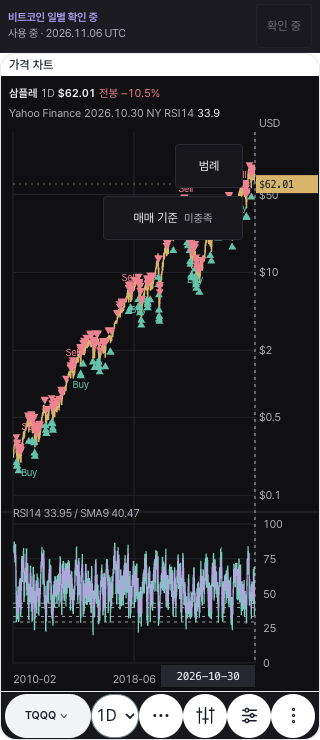 비트코인 일별 확인 중
사용 중 · 2026.11.06 UTC
확인 중
가격 차트
삼플레 1D $62.01 전봉 −10.5%
Yahoo Finance 2026.10.30 NY RSI14 33.9
USD
범례
Sell
$62.01
$50
매매 기준 미충족
$10
Sell
$2
Sell
Buy
$0.5
Buy
$0.1
RSI14 33.95 / SMA9 40.47
100
75
50
25
0
2010-02
2018-06
2026-10-30
TQQQ
1D